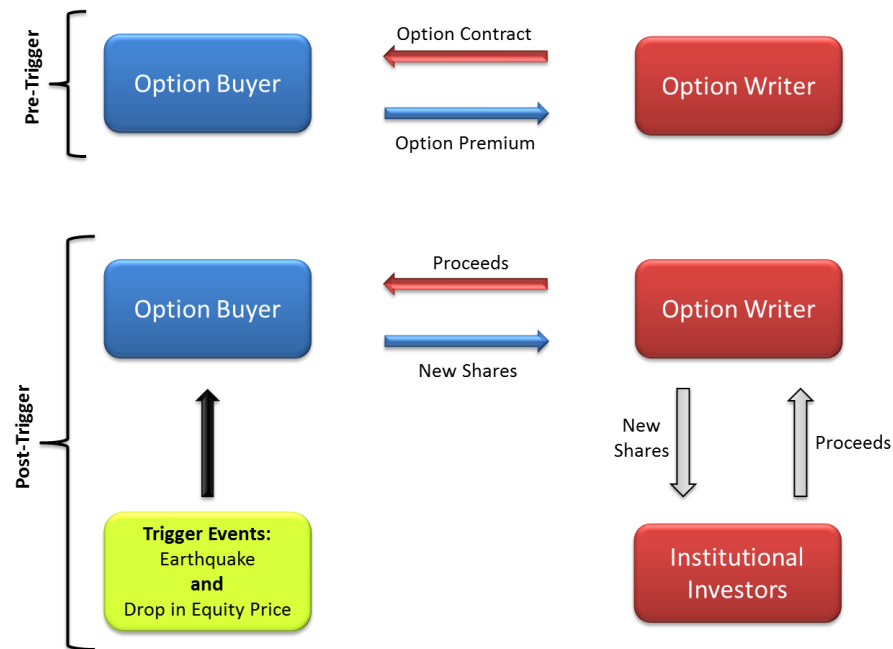 Pre-Trigger
Option Buyer
Option Contract
Option Premium
Option Writer
Post-Trigger
Option Buyer
Proceeds
New Shares
Option Writer
New
Shares
Proceeds
Trigger Events:
Earthquake
and
Drop in Equity Price
Institutional
Investors